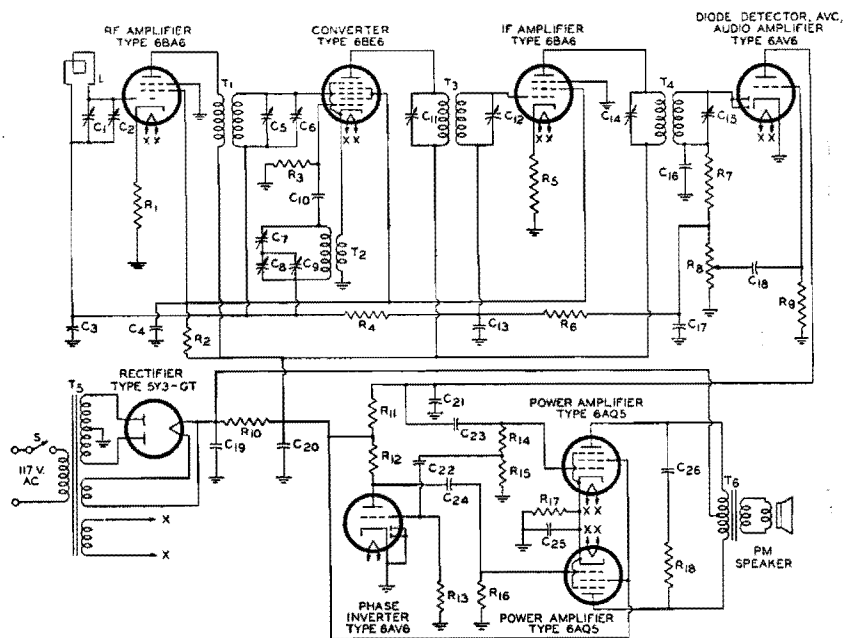 RF AMPLIFIER
TYPE 6BA6
CONVERTER
TYPE 6BE6
IF AMPLIFIER
TYPE 6BA6
DIODE DETECTOR, AVC,
AUDIO AMPLIFIER
TYPE 6AV6
L
C1
C2
X X
T1
C5
C6
X X
C11
T3
C12
X X
C14
T4
C15
X X
R1
R3
C10
C7
C8
C9
T2
R5
C16
R7
R8
C18
R9
C3
C4
R2
R4
C13
R6
C17
RECTIFIER
TYPE 5Y3-GT
T5
S
117 V.
AC
R10
C19
C20
X
X
R11
R12
C21
C23
C22
C24
R14
R15
POWER AMPLIFIER
TYPE 6AQ5
R17
C25
X X
X X
C26
R18
T6
PM
SPEAKER
R13
R16
PHASE
INVERTER
TYPE 6AV6
POWER AMPLIFIER
TYPE 6AQ5